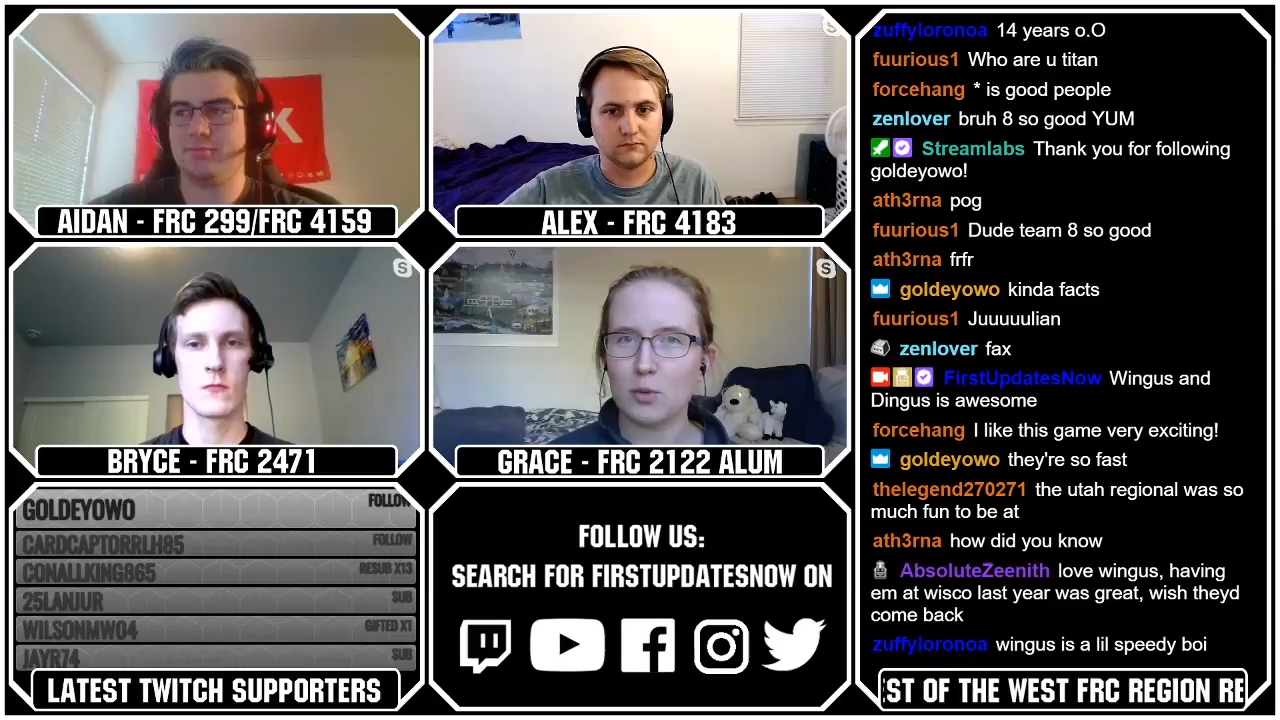 AIDAN - FRC 299/FRC 4159
ALEX - FRC 4183
BRYCE - FRC 2471
GRACE - FRC 2122 ALUM
GOLDEYOWO FOLLOW
CARDCAPTORRLH85 FOLLOW
CONALLKING865 RESUB X13
25LANJUR SUB
WILSONMW04 GIFTED X1
JAYR74 SUB
LATEST TWITCH SUPPORTERS
FOLLOW US:
SEARCH FOR FIRSTUPDATESNOW ON
zuffyloronoa 14 years o.O
fuurious1 Who are u titan
forcehang * is good people
zenlover bruh 8 so good YUM
Streamlabs Thank you for following
goldeyowo!
ath3rna pog
fuurious1 Dude team 8 so good
ath3rna frfr
goldeyowo kinda facts
fuurious1 Juuuuulian
zenlover fax
FirstUpdatesNow Wingus and
Dingus is awesome
forcehang I like this game very exciting!
goldeyowo they're so fast
thelegend270271 the utah regional was so
much fun to be at
ath3rna how did you know
AbsoluteZeenith love wingus, having
em at wisco last year was great, wish theyd
come back
zuffyloronoa wingus is a lil speedy boi
ST OF THE WEST FRC REGION RE